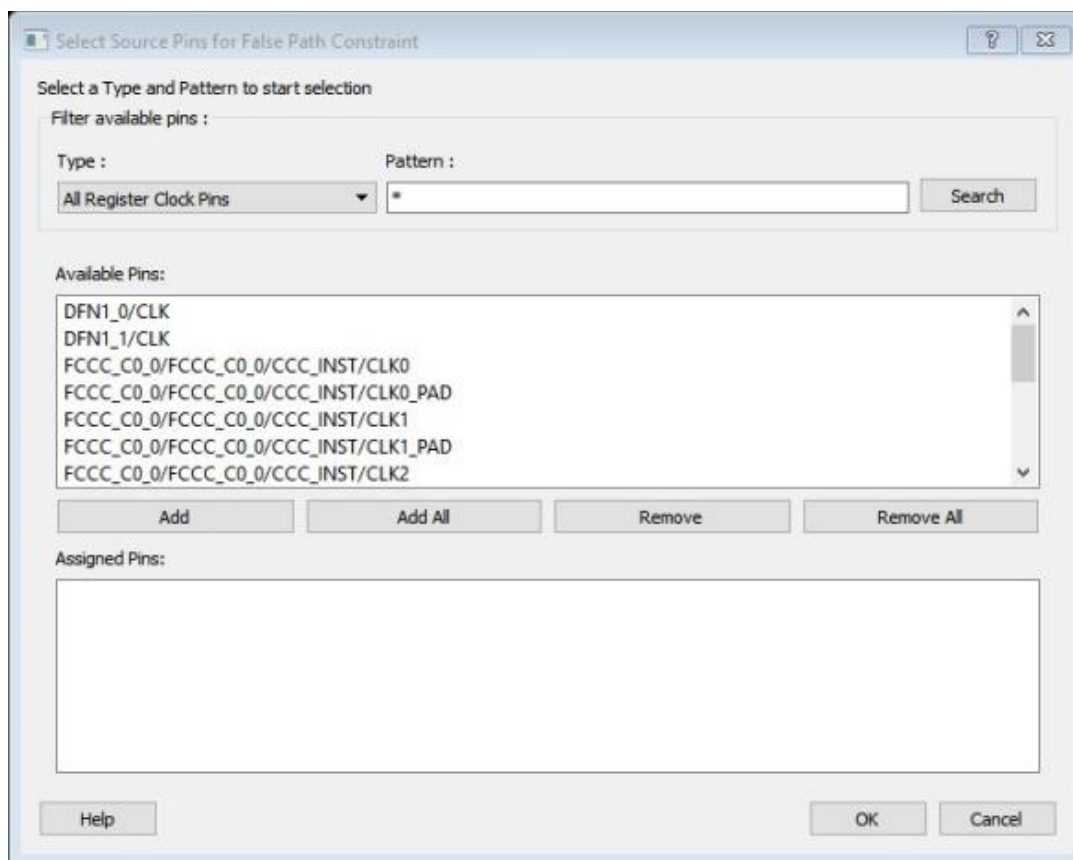 Select Source Pins for False Path Constraint
Select a Type and Pattern to start selection
Filter available pins :
Type : Pattern :
All Register Clock Pins * Search
Available Pins:
DFN1_0/CLK
DFN1_1/CLK
FCCC_C0_0/FCCC_C0_0/CCC_INST/CLK0
FCCC_C0_0/FCCC_C0_0/CCC_INST/CLK0_PAD
FCCC_C0_0/FCCC_C0_0/CCC_INST/CLK1
FCCC_C0_0/FCCC_C0_0/CCC_INST/CLK1_PAD
FCCC_C0_0/FCCC_C0_0/CCC_INST/CLK2
Add Add All Remove Remove All
Assigned Pins:
Help OK Cancel